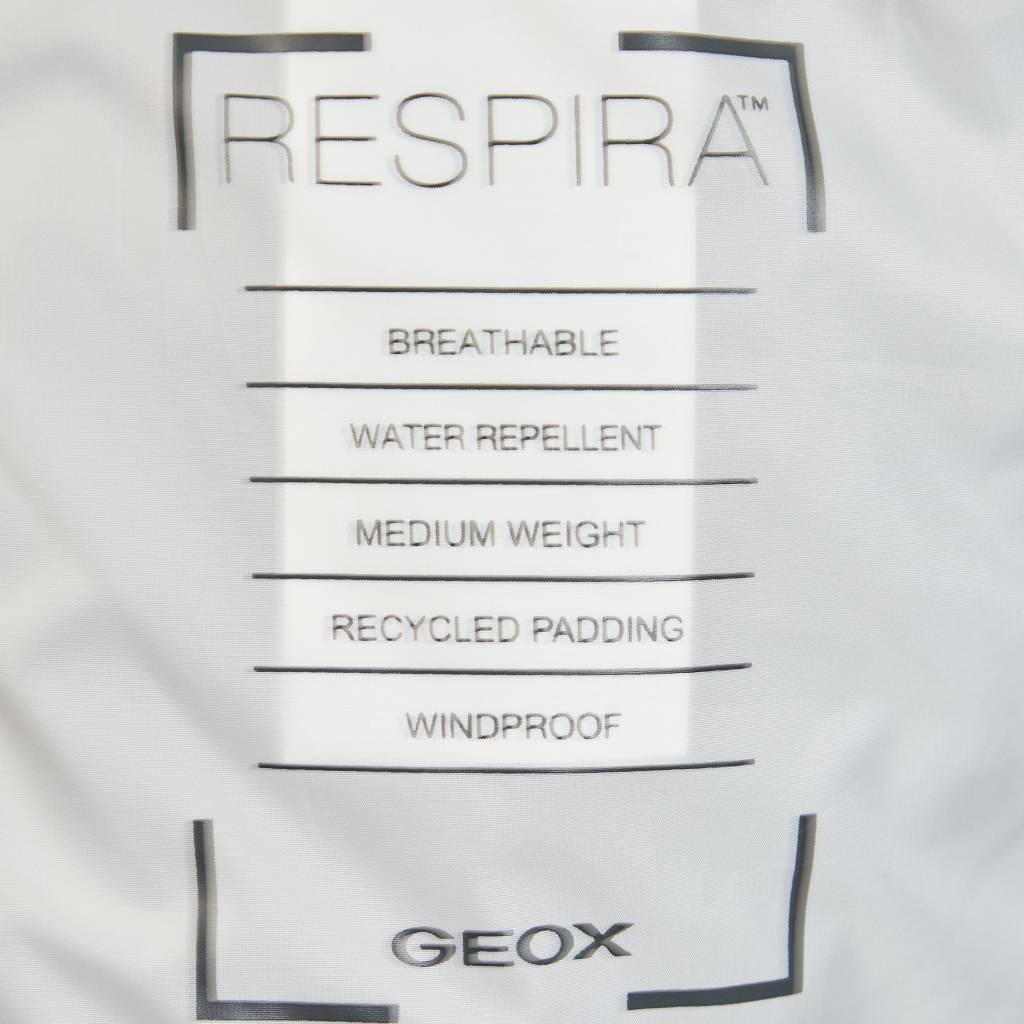 RESPIRA™
BREATHABLE
WATER REPELLENT
MEDIUM WEIGHT
RECYCLED PADDING
WINDPROOF
GEOX